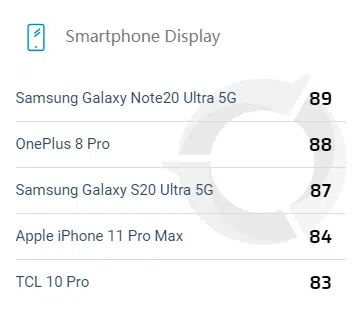 Smartphone Display
Samsung Galaxy Note20 Ultra 5G 89
OnePlus 8 Pro 88
Samsung Galaxy S20 Ultra 5G 87
Apple iPhone 11 Pro Max 84
TCL 10 Pro 83